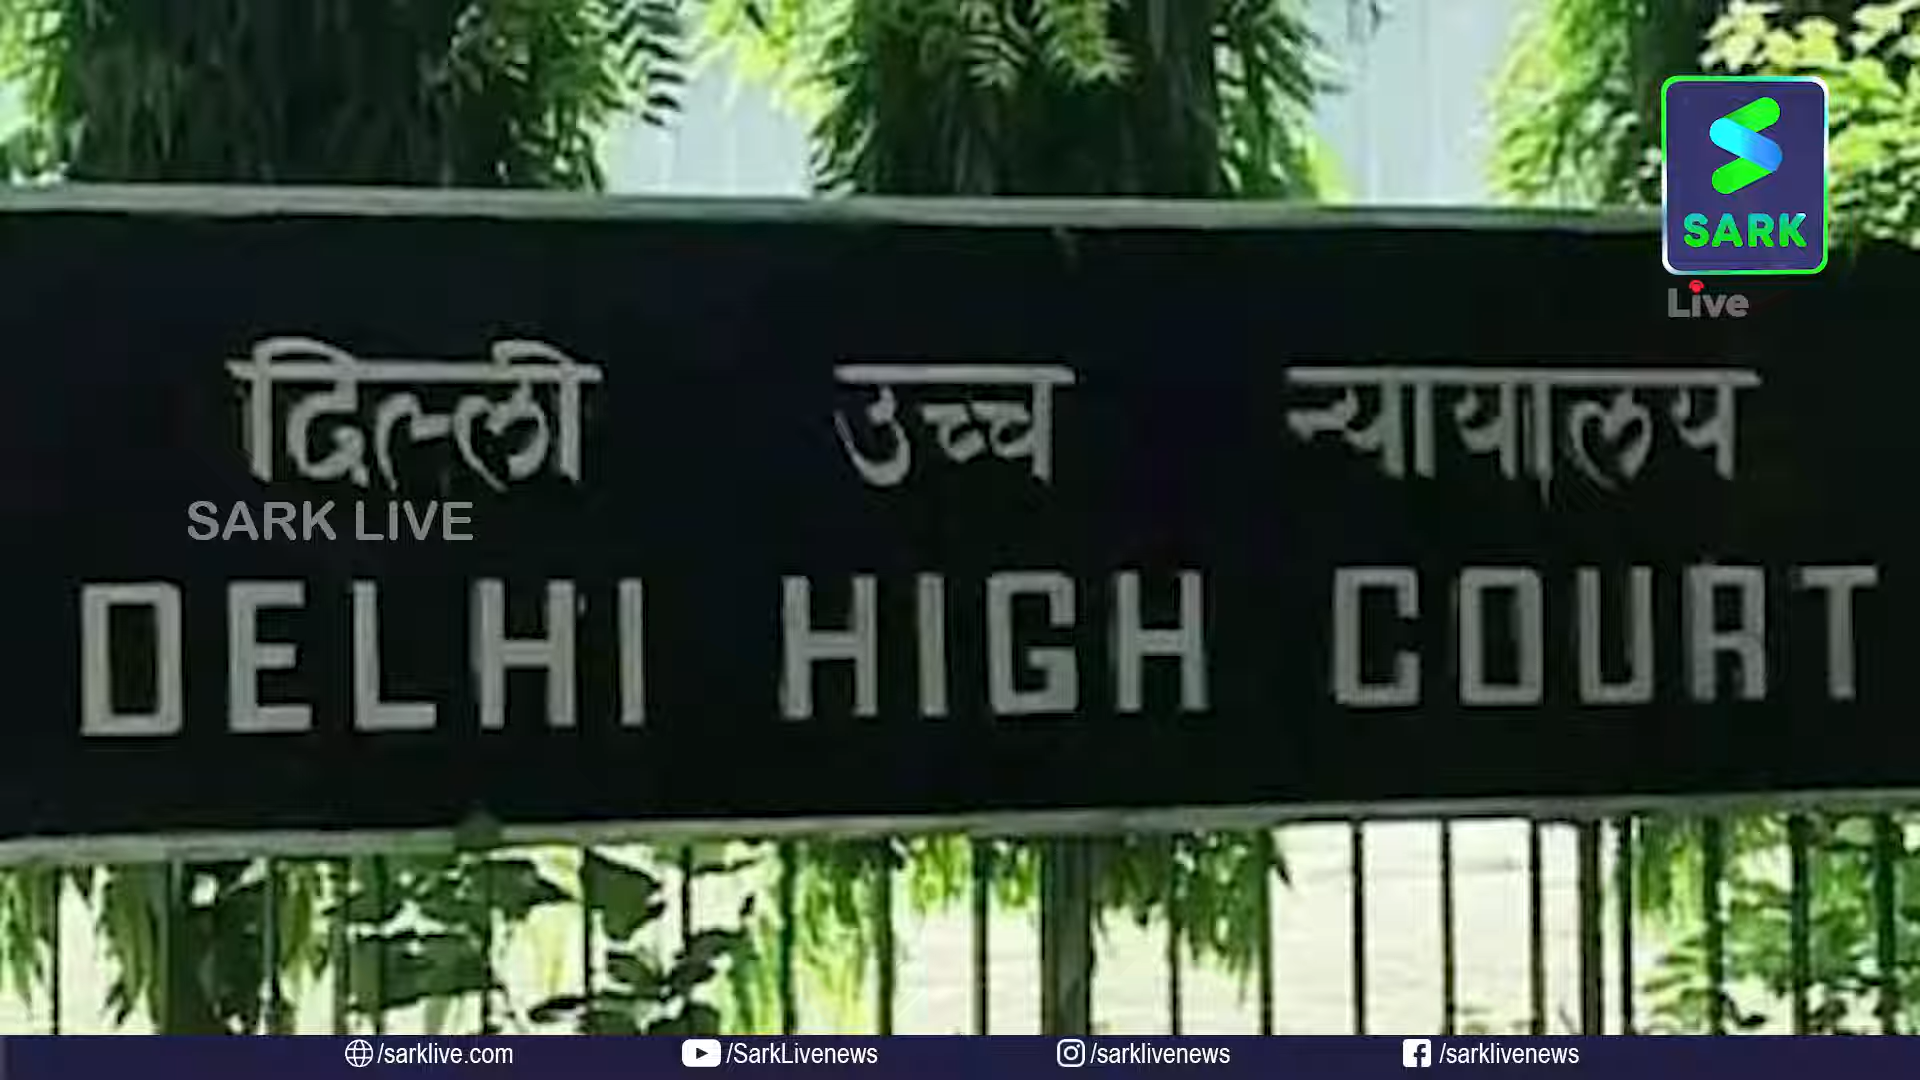 SARK
Live
दिल्ली उच्च न्यायालय
SARK LIVE
DELHI HIGH COURT
/sarklive.com /SarkLivenews /sarklivenews /sarklivenews